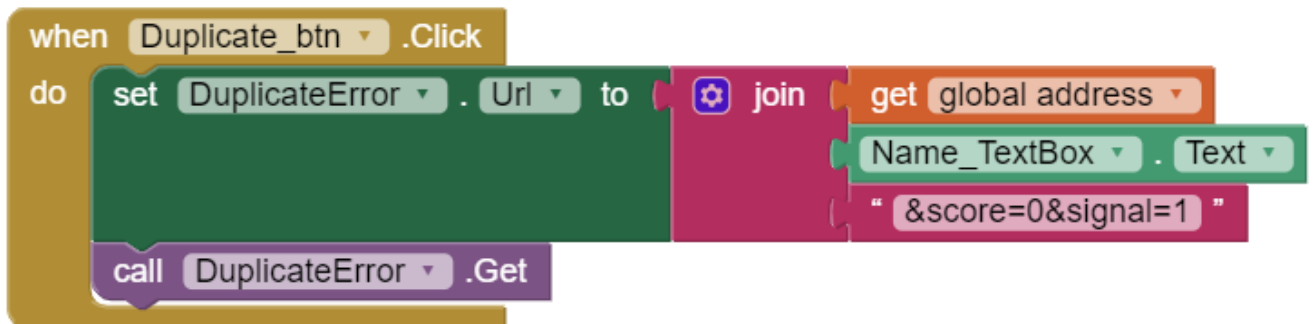 when Duplicate_btn .Click
do set DuplicateError . Url to join get global address
Name_TextBox . Text
“ &score=0&signal=1 ”
call DuplicateError .Get